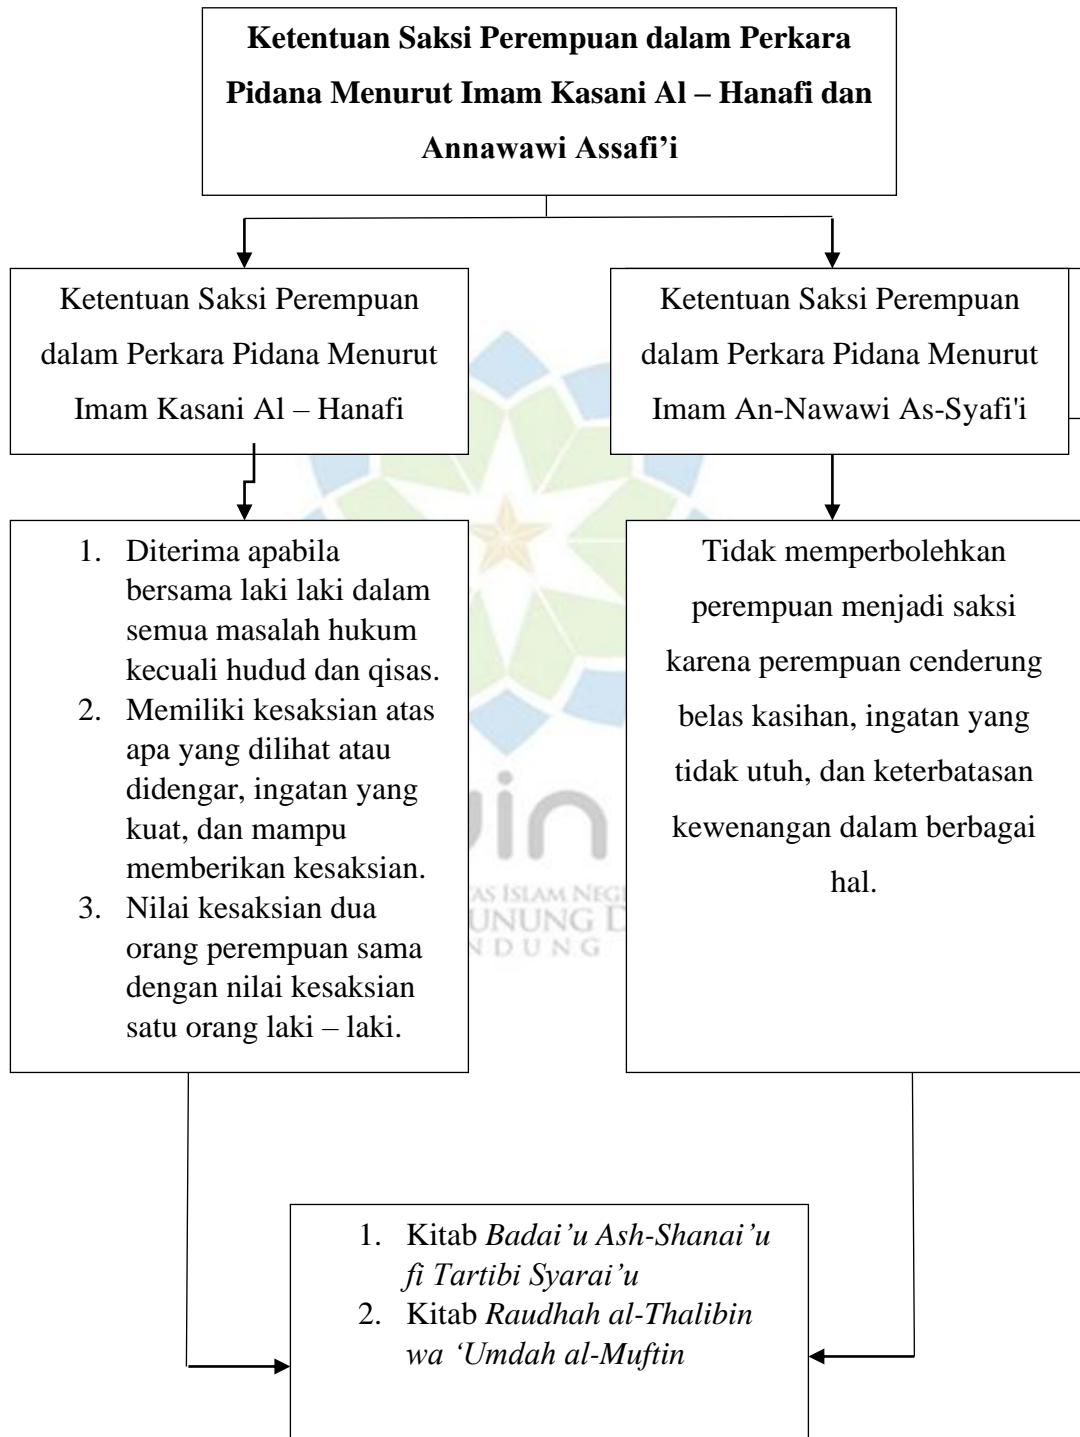 Ketentuan Saksi Perempuan dalam Perkara
Pidana Menurut Imam Kasani Al – Hanafi dan
Annawawi Assafi’i
Ketentuan Saksi Perempuan
dalam Perkara Pidana Menurut
Imam Kasani Al – Hanafi
Ketentuan Saksi Perempuan
dalam Perkara Pidana Menurut
Imam An-Nawawi As-Syafi'i
1. Diterima apabila
bersama laki laki dalam
semua masalah hukum
kecuali hudud dan qisas.
2. Memiliki kesaksian atas
apa yang dilihat atau
didengar, ingatan yang
kuat, dan mampu
memberikan kesaksian.
3. Nilai kesaksian dua
orang perempuan sama
dengan nilai kesaksian
satu orang laki – laki.
Tidak memperbolehkan
perempuan menjadi saksi
karena perempuan cenderung
belas kasihan, ingatan yang
tidak utuh, dan keterbatasan
kewenangan dalam berbagai
hal.
ISLAM
1. Kitab Badai’u Ash-Shanai’u
fi Tartibi Syarai’u
2. Kitab Raudhah al-Thalibin
wa ‘Umdah al-Muftin